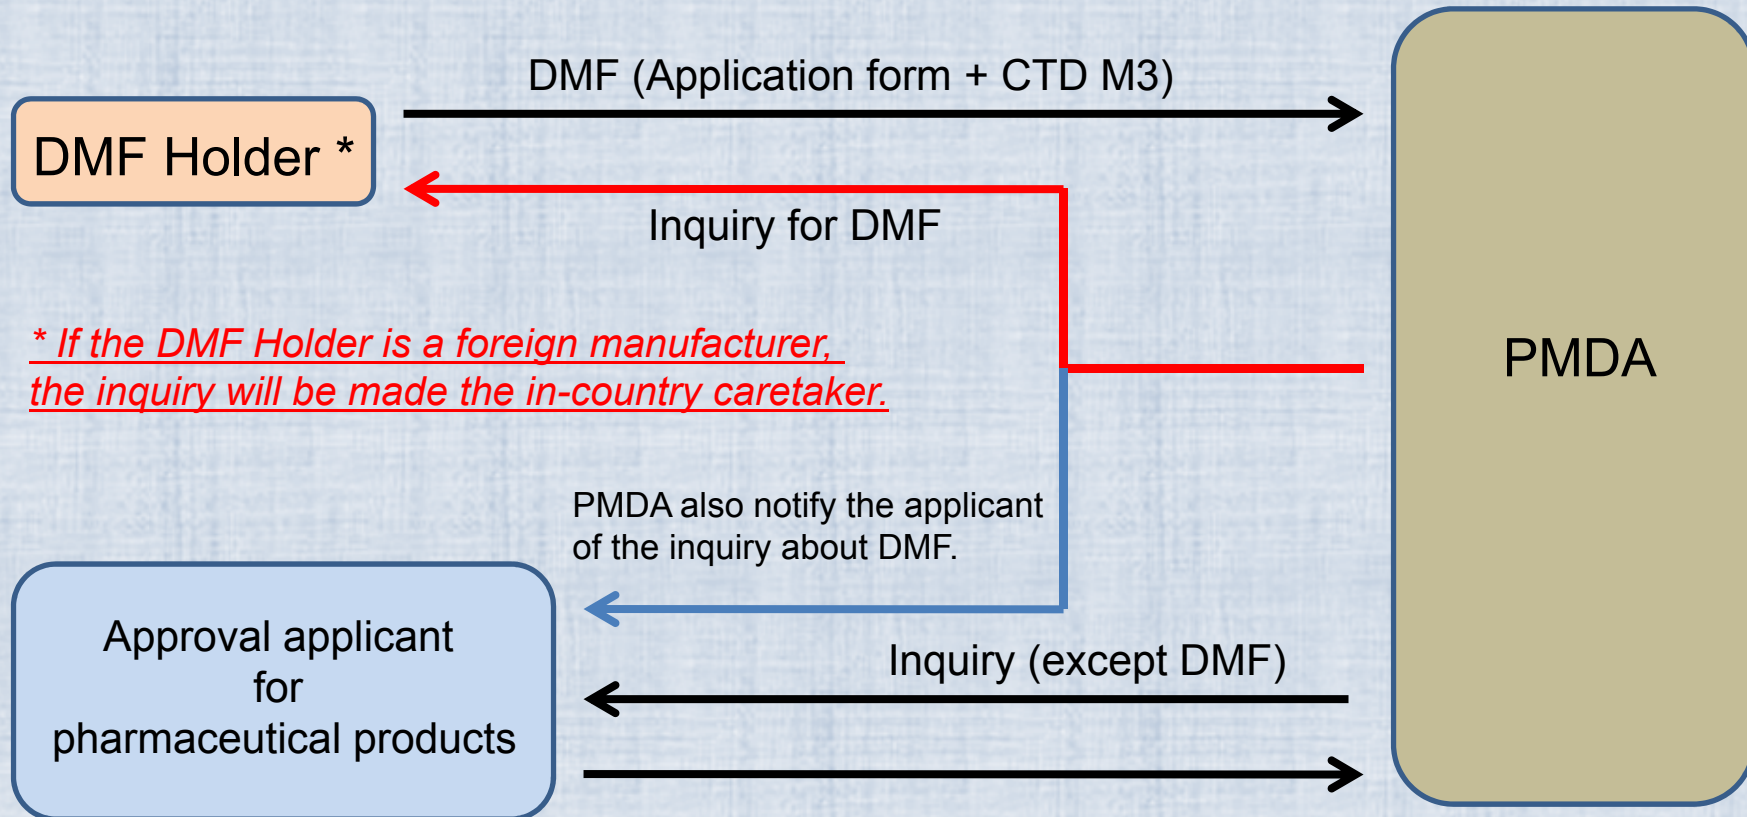 DMF (Application form + CTD M3)
DMF Holder *
Inquiry for DMF
* If the DMF Holder is a foreign manufacturer,
the inquiry will be made the in-country caretaker.
PMDA
PMDA also notify the applicant
of the inquiry about DMF.
Approval applicant
for
pharmaceutical products
Inquiry (except DMF)